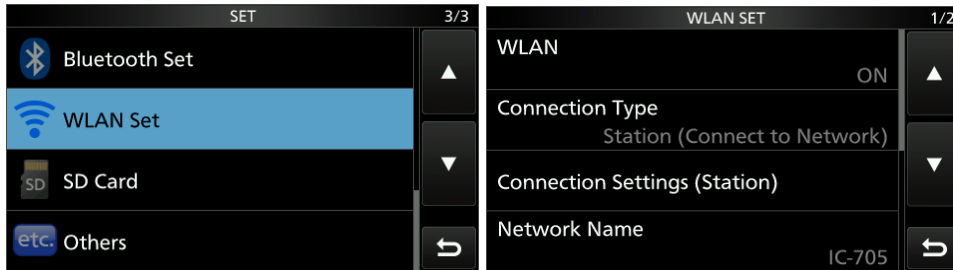 SET 3/3
Bluetooth Set
WLAN Set
SD SD Card
etc. Others
WLAN SET 1/2
WLAN
ON
Connection Type
Station (Connect to Network)
Connection Settings (Station)
Network Name
IC-705